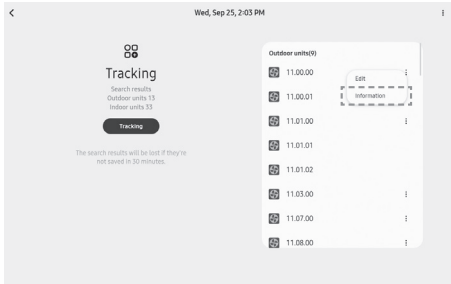 Wed, Sep 25, 2:03 PM
Tracking
Search results
Outdoor units 13
Indoor units 33
Tracking
The search results will be lost if they're
not saved in 30 minutes.
Outdoor units(9)
11.00.00
Edit
11.00.01
Information
11.01.00
11.01.01
11.01.02
11.03.00
11.07.00
11.08.00